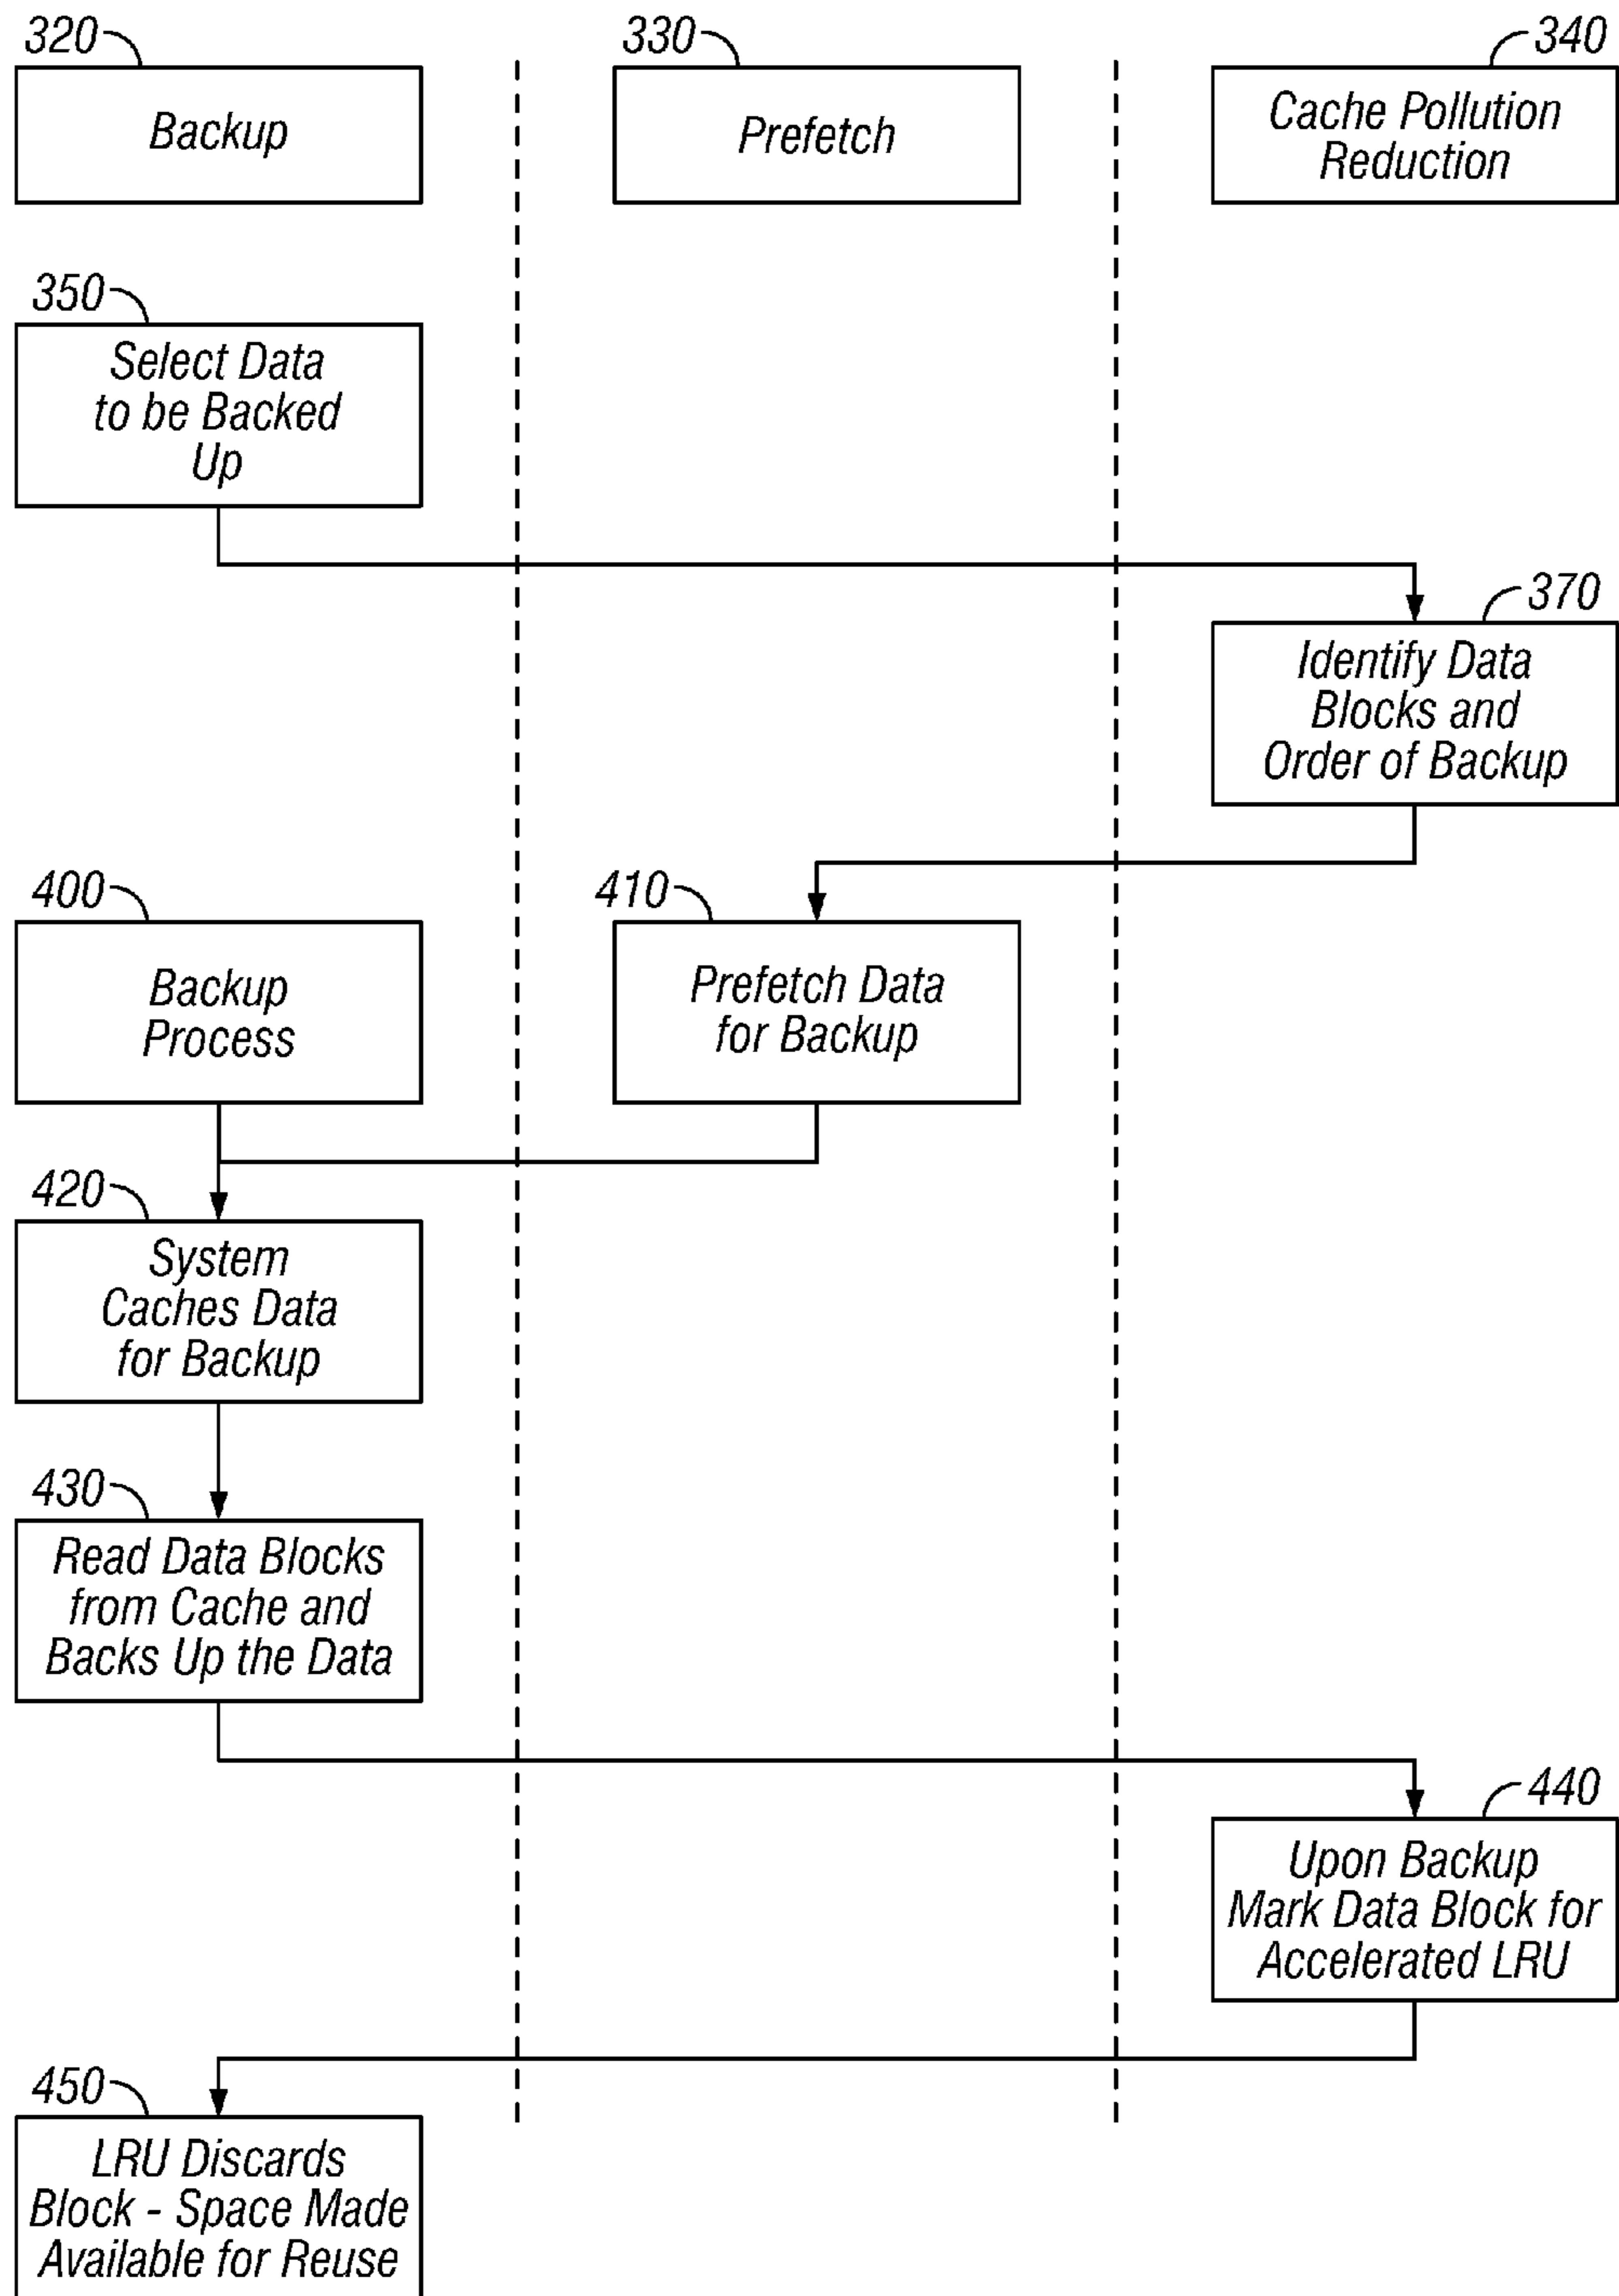 320
330
340
Backup
Prefetch
Cache Pollution
Reduction
350
Select Data
to be Backed
Up
370
Identify Data
Blocks and
Order of Backup
400
410
Backup
Process
Prefetch Data
for Backup
420
System
Caches Data
for Backup
430
Read Data Blocks
from Cache and
Backs Up the Data
440
Upon Backup
Mark Data Block for
Accelerated LRU
450
LRU Discards
Block - Space Made
Available for Reuse